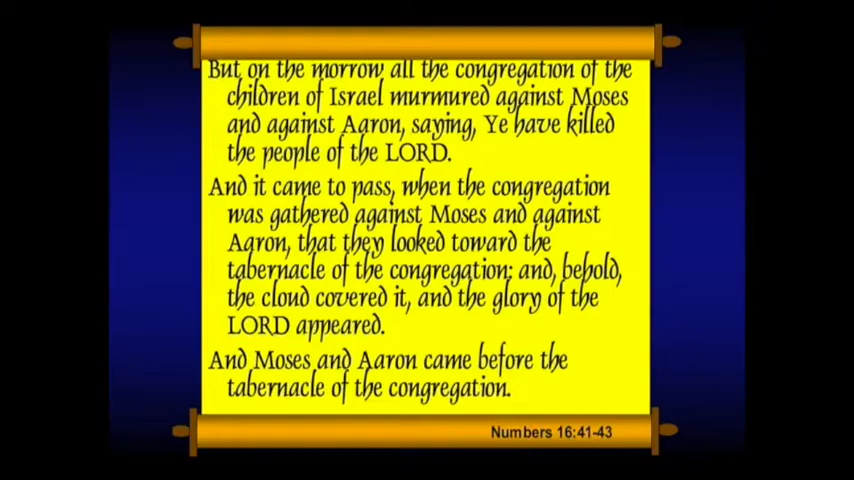 But on the morrow all the congregation of the
children of Israel murmured against Moses
and against Aaron, saying, Ye have killed
the people of the LORD.
And it came to pass, when the congregation
was gathered against Moses and against
Aaron, that they looked toward the
tabernacle of the congregation: and, behold,
the cloud covered it, and the glory of the
LORD appeared.
And Moses and Aaron came before the
tabernacle of the congregation.
Numbers 16:41-43